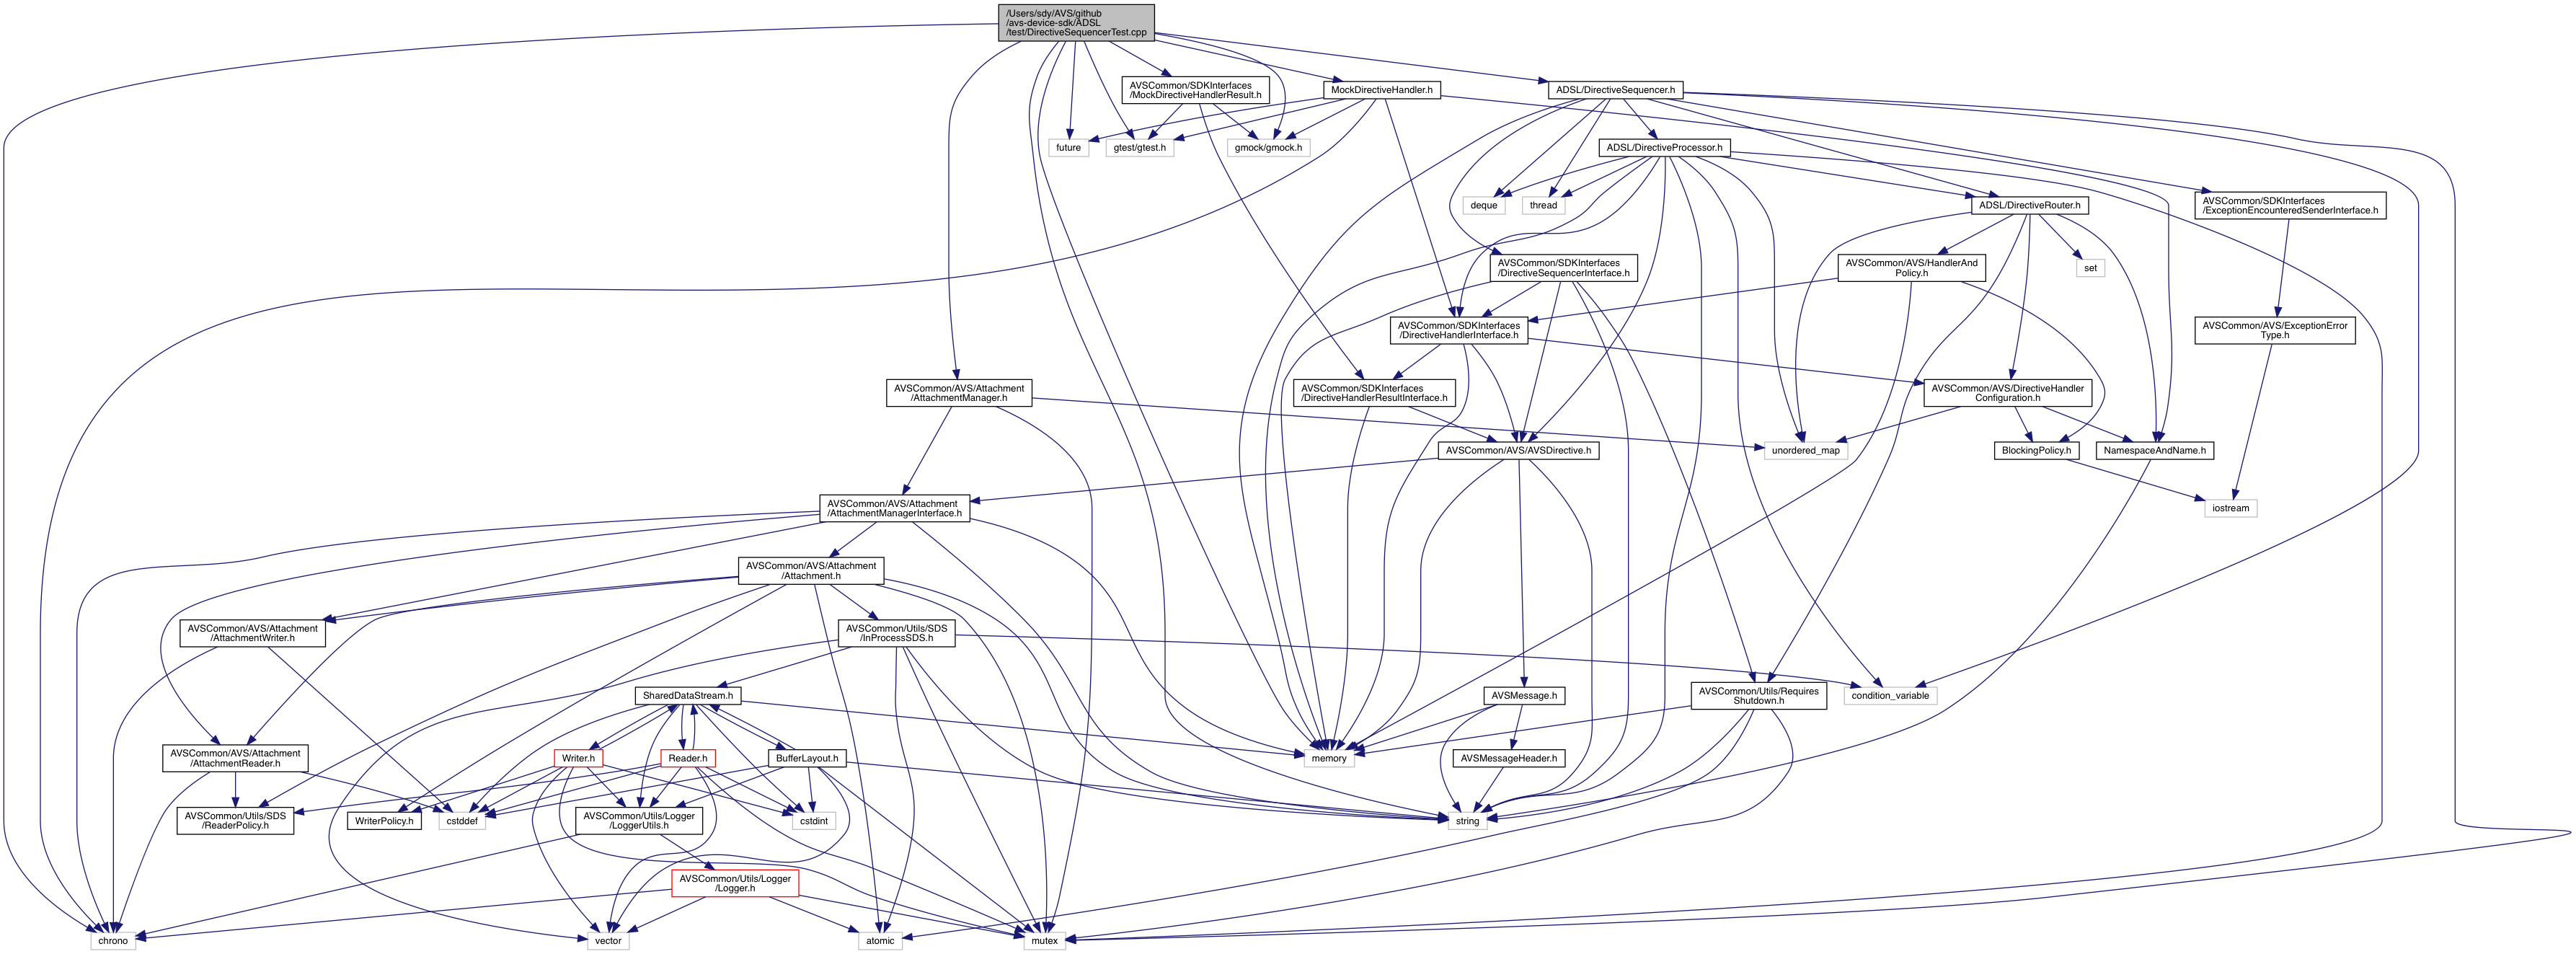 /Users/sdy/AVS/github
/avs-device-sdk/ADSL
/test/DirectiveSequencerTest.cpp
AVSCommon/SDKInterfaces
/MockDirectiveHandlerResult.h
MockDirectiveHandler.h
ADSL/DirectiveSequencer.h
future
gtest/gtest.h
gmock/gmock.h
ADSL/DirectiveProcessor.h
deque
thread
ADSL/DirectiveRouter.h
AVSCommon/SDKInterfaces
/ExceptionEncounteredSenderInterface.h
AVSCommon/SDKInterfaces
/DirectiveSequencerInterface.h
AVSCommon/AVS/HandlerAnd
Policy.h
set
AVSCommon/SDKInterfaces
/DirectiveHandlerInterface.h
AVSCommon/AVS/ExceptionError
Type.h
AVSCommon/AVS/Attachment
/AttachmentManager.h
AVSCommon/SDKInterfaces
/DirectiveHandlerResultInterface.h
AVSCommon/AVS/DirectiveHandler
Configuration.h
AVSCommon/AVS/AVSDirective.h
unordered_map
BlockingPolicy.h
NamespaceAndName.h
AVSCommon/AVS/Attachment
/AttachmentManagerInterface.h
iostream
AVSCommon/AVS/Attachment
/Attachment.h
AVSCommon/AVS/Attachment
/AttachmentWriter.h
AVSCommon/Utils/SDS
/InProcessSDS.h
SharedDataStream.h
AVSMessage.h
AVSCommon/Utils/Requires
Shutdown.h
condition_variable
AVSCommon/AVS/Attachment
/AttachmentReader.h
Writer.h
Reader.h
BufferLayout.h
memory
AVSMessageHeader.h
AVSCommon/Utils/SDS
/ReaderPolicy.h
WriterPolicy.h
cstddef
AVSCommon/Utils/Logger
/LoggerUtils.h
cstdint
string
AVSCommon/Utils/Logger
/Logger.h
chrono
vector
atomic
mutex